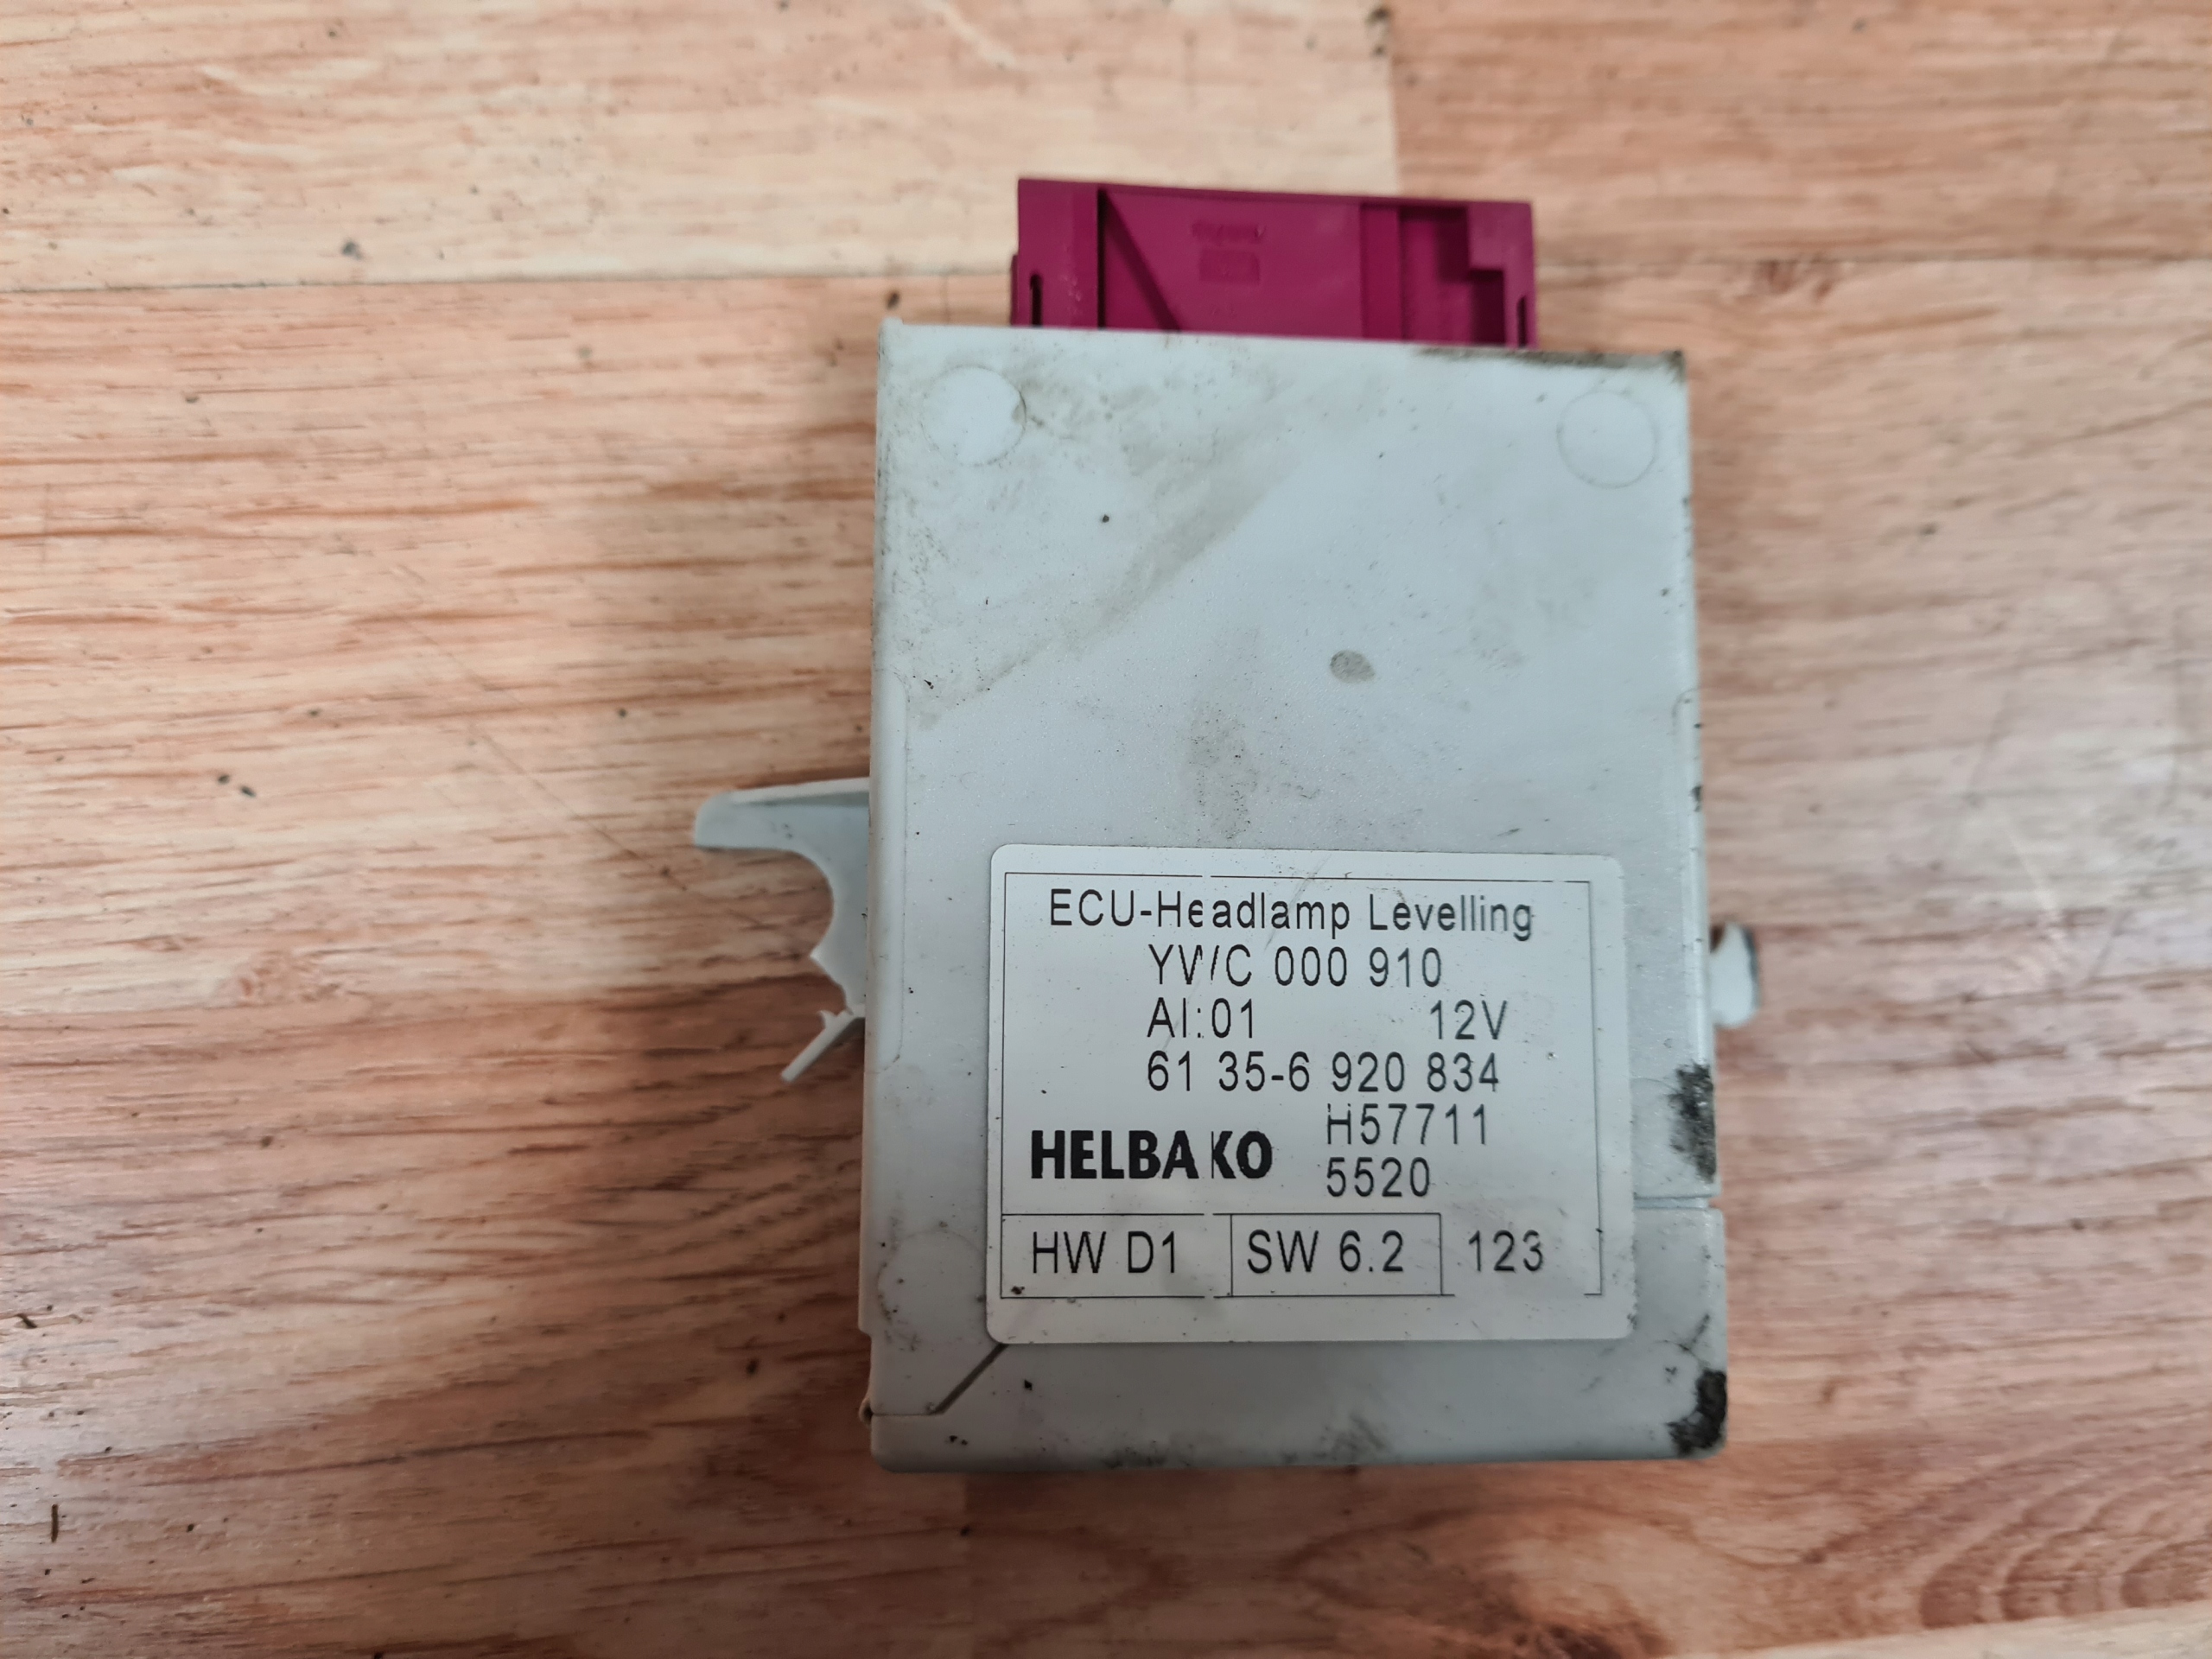 ECU-Headlamp Levelling
YWC 000 910
AI:01 12V
61 35-6 920 834
HELBAKO H57711
5520
HW D1 SW 6.2 123